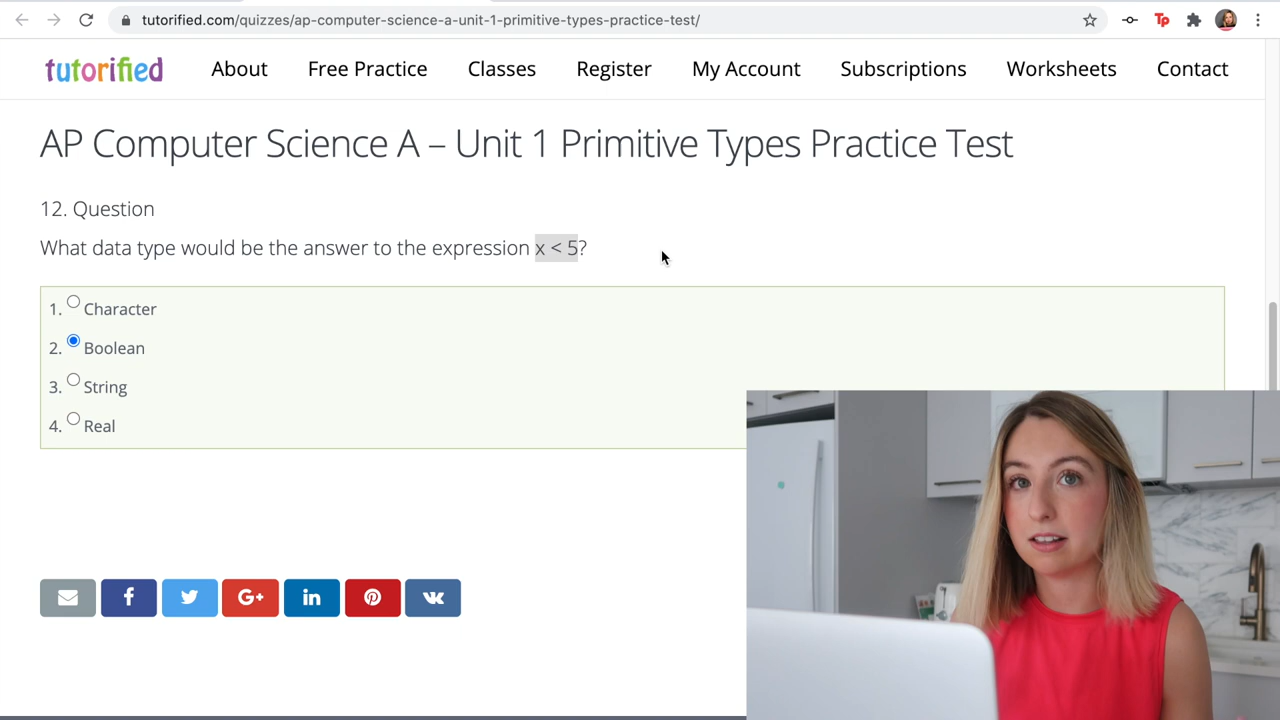 tutorified.com/quizzes/ap-computer-science-a-unit-1-primitive-types-practice-test/
Tp
tutorified About Free Practice Classes Register My Account Subscriptions Worksheets Contact
AP Computer Science A – Unit 1 Primitive Types Practice Test
12. Question
What data type would be the answer to the expression x < 5?
1. Character
2. Boolean
3. String
4. Real
f G+ in